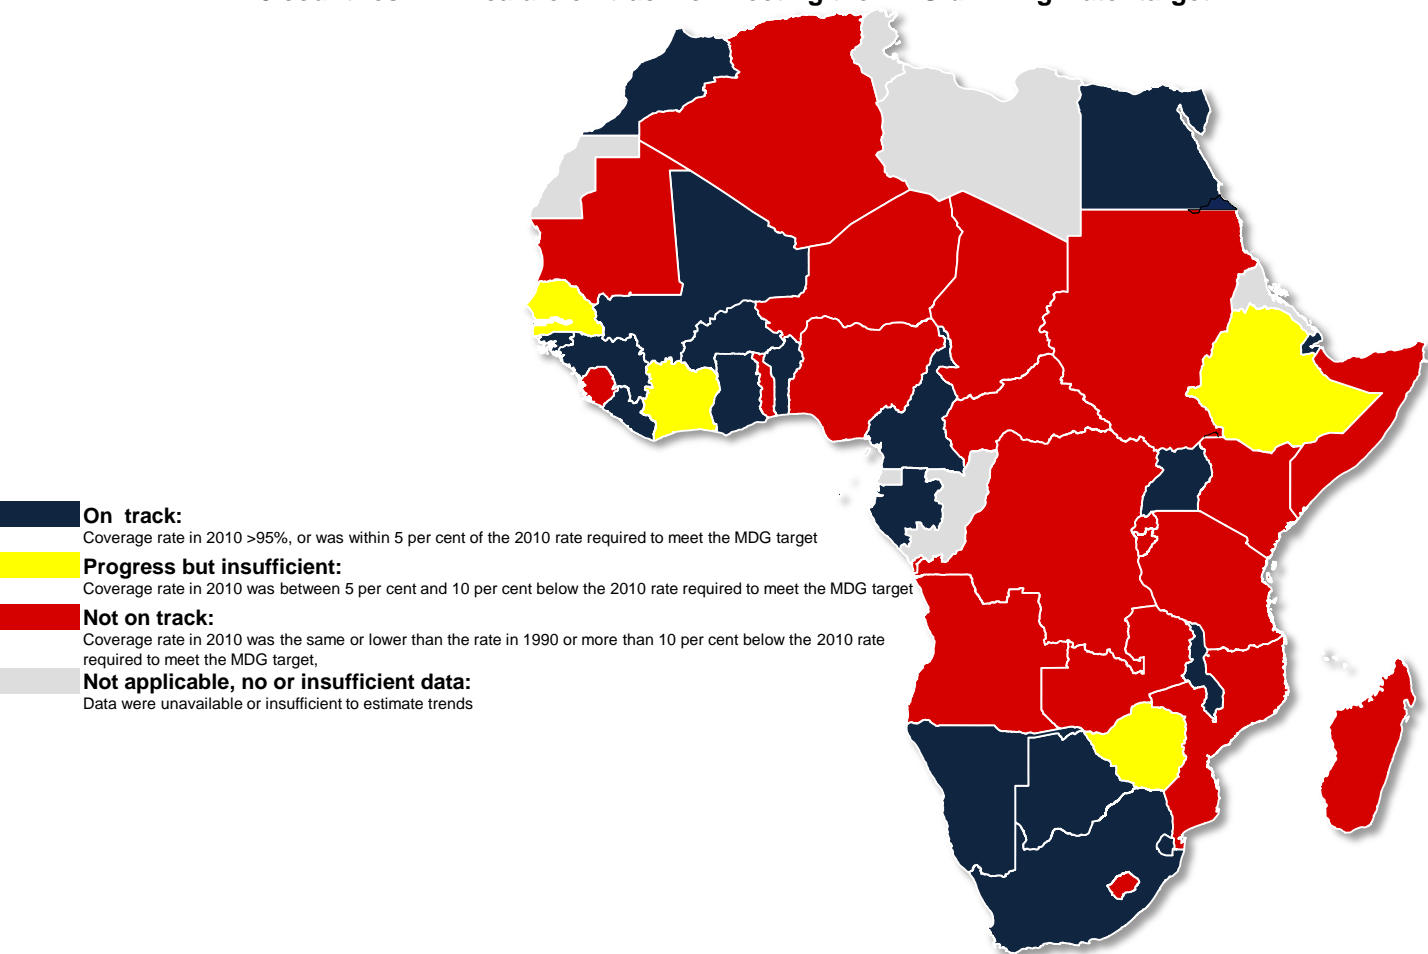 On track:
Coverage rate in 2010 >95%, or was within 5 per cent of the 2010 rate required to meet the MDG target
Progress but insufficient:
Coverage rate in 2010 was between 5 per cent and 10 per cent below the 2010 rate required to meet the MDG target
Not on track:
Coverage rate in 2010 was the same or lower than the rate in 1990 or more than 10 per cent below the 2010 rate
required to meet the MDG target,
Not applicable, no or insufficient data:
Data were unavailable or insufficient to estimate trends